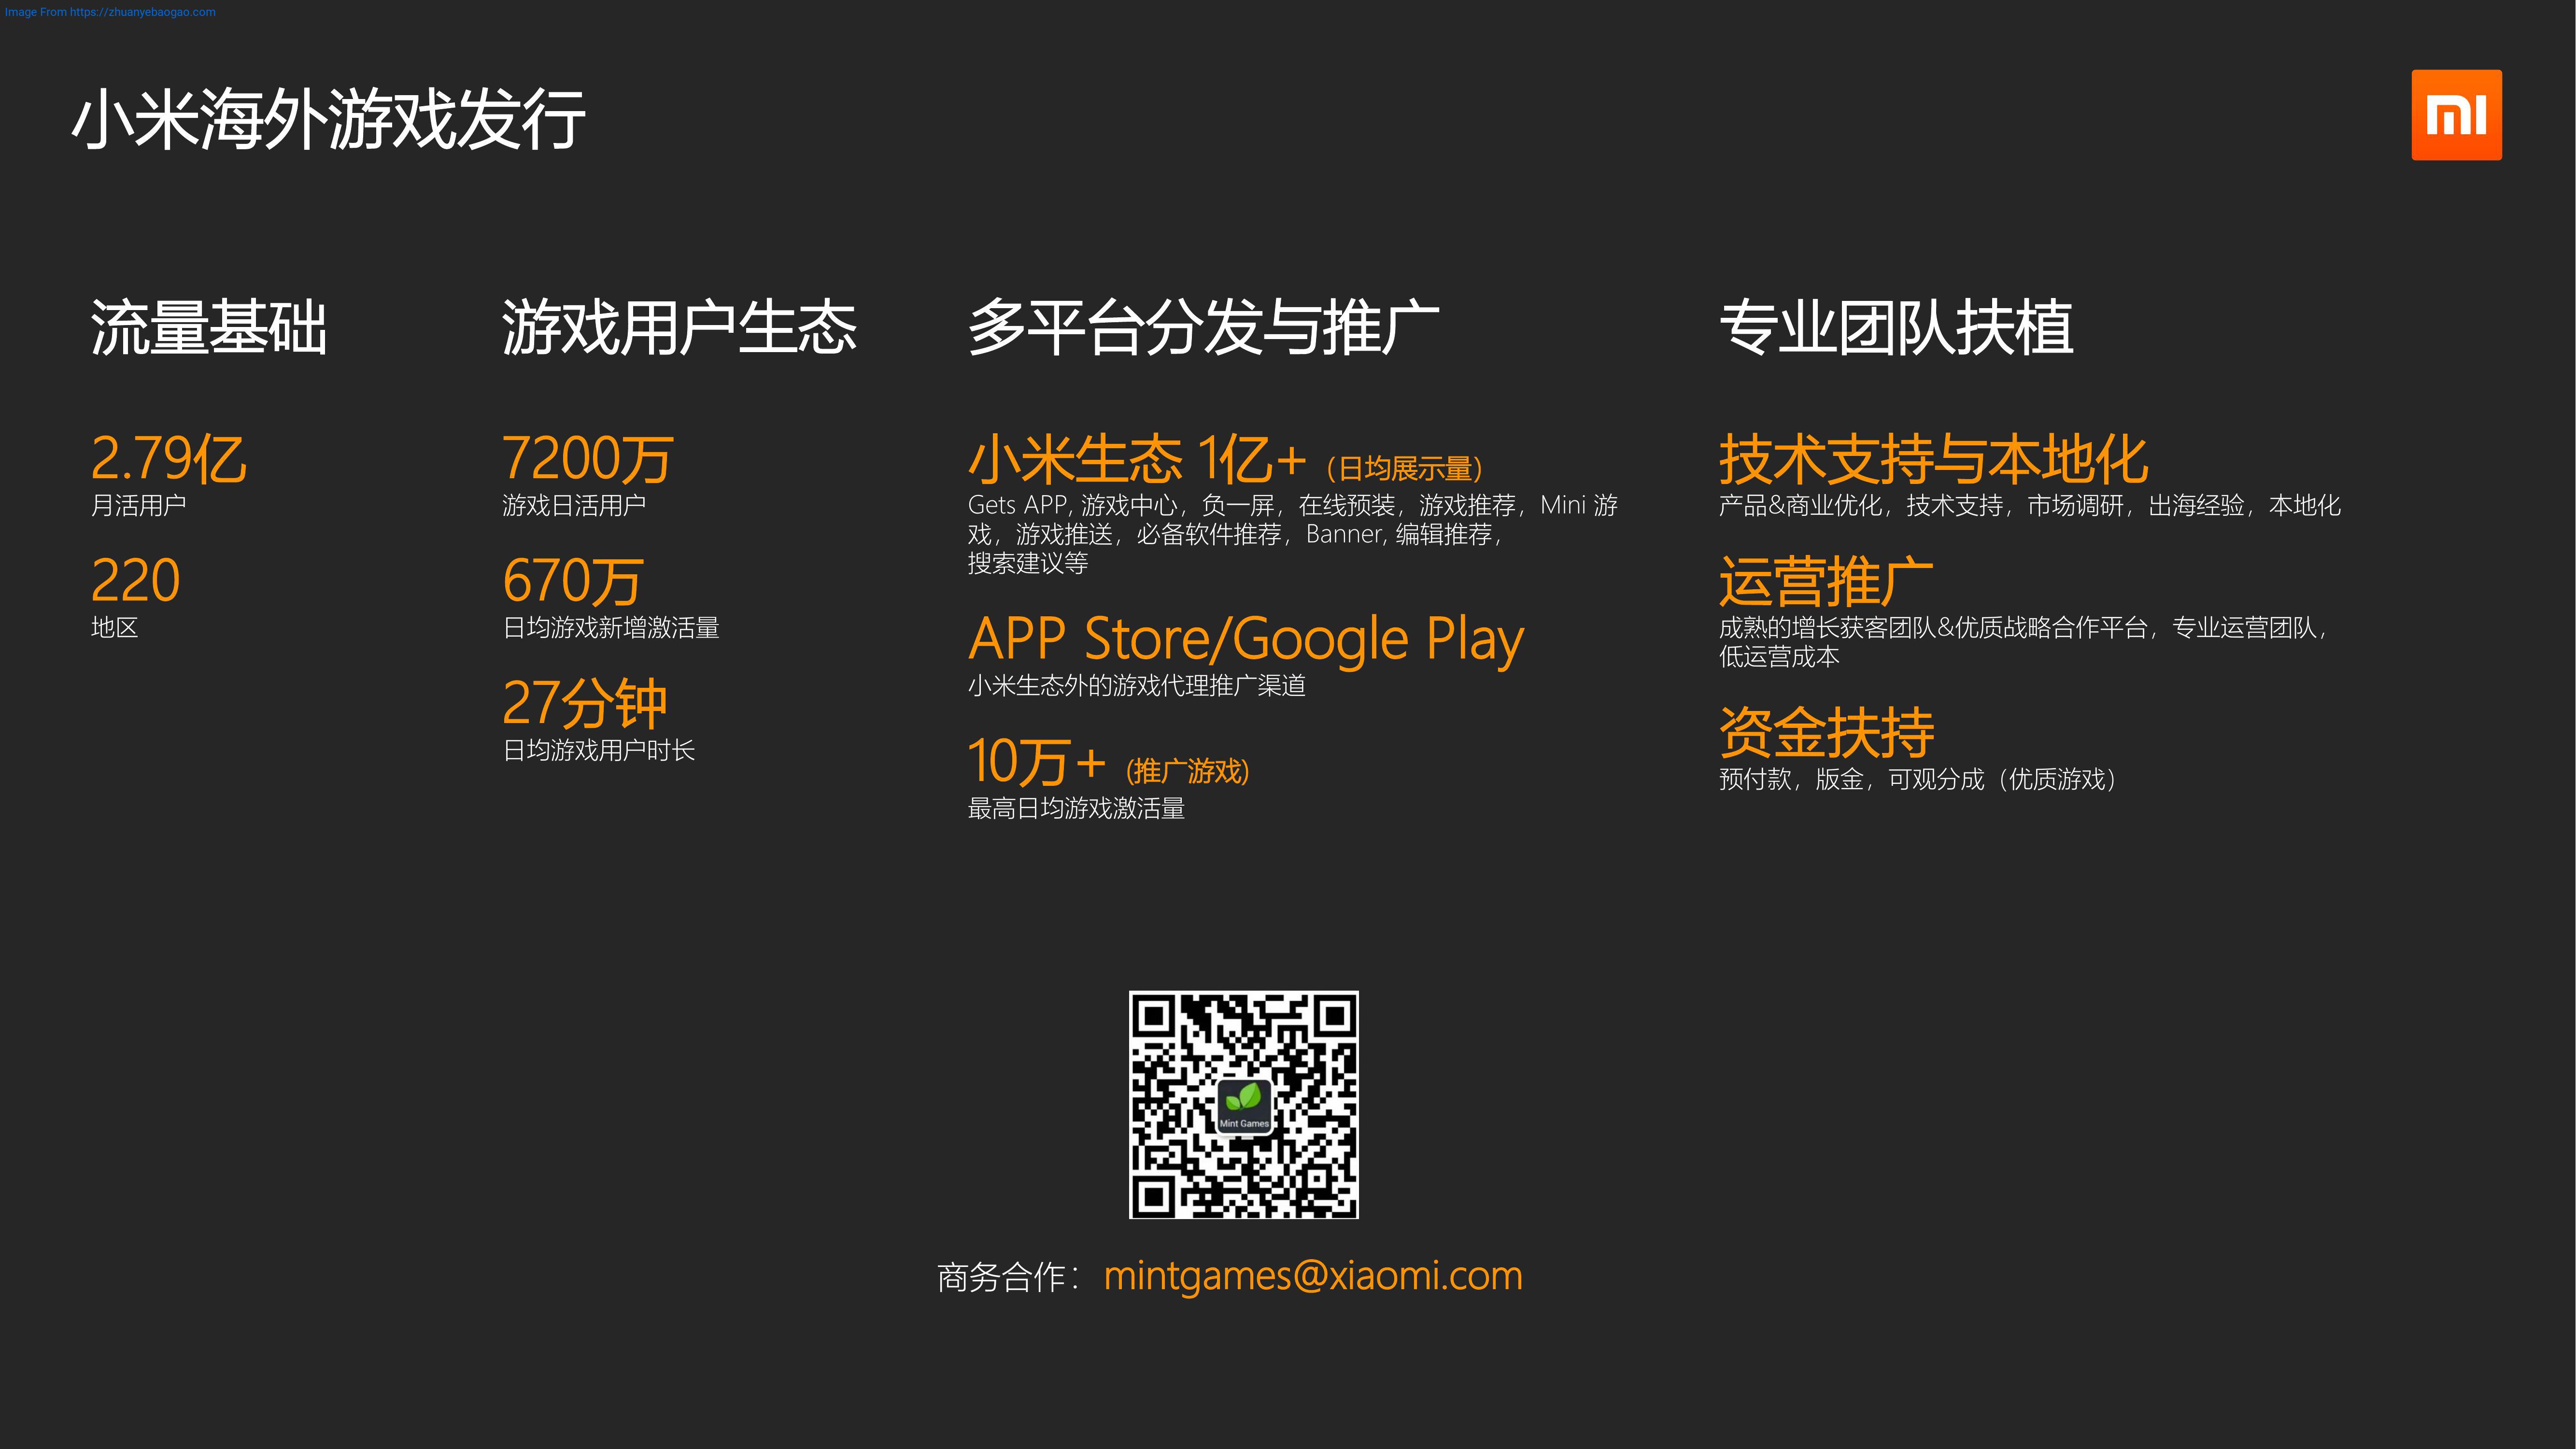 Image From https://zhuanyebaogao.com
小米海外游戏发行
流量基础
2.79亿
月活用户
220
地区
游戏用户生态
7200万
游戏日活用户
670万
日均游戏新增激活量
27分钟
日均游戏用户时长
多平台分发与推广
小米生态 1亿+（日均展示量）
Gets APP, 游戏中心，负一屏，在线预装，游戏推荐，Mini 游
戏，游戏推送，必备软件推荐，Banner, 编辑推荐，
搜索建议等
APP Store/Google Play
小米生态外的游戏代理推广渠道
10万+ (推广游戏)
最高日均游戏激活量
专业团队扶植
技术支持与本地化
产品&商业优化，技术支持，市场调研，出海经验，本地化
运营推广
成熟的增长获客团队&优质战略合作平台，专业运营团队，
低运营成本
资金扶持
预付款，版金，可观分成（优质游戏）
Mint Games
商务合作：mintgames@xiaomi.com